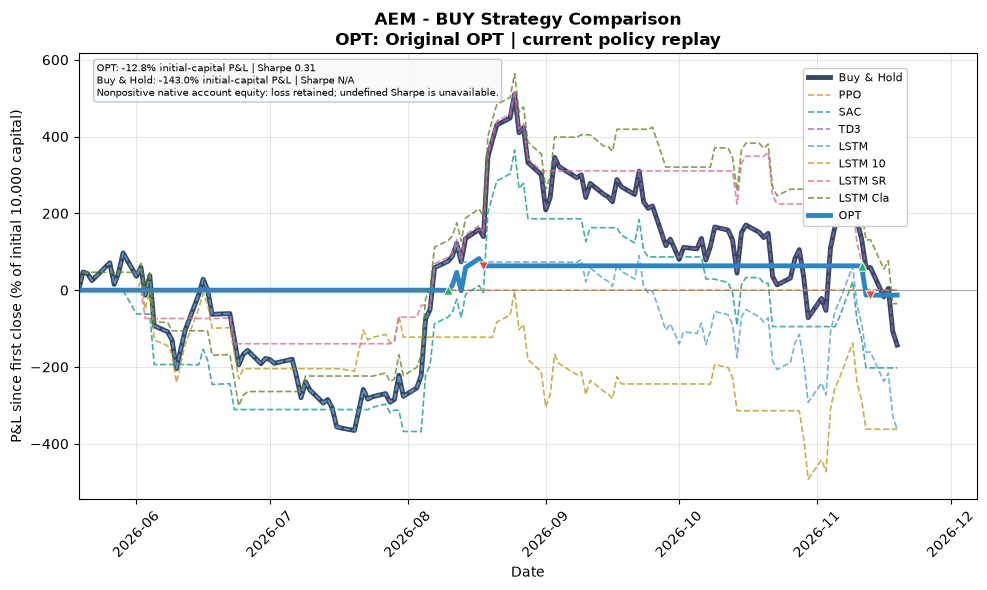 AEM - BUY Strategy Comparison
OPT: Original OPT | current policy replay
OPT: -12.8% initial-capital P&L | Sharpe 0.31
Buy & Hold: -143.0% initial-capital P&L | Sharpe N/A
Nonpositive native account equity: loss retained; undefined Sharpe is unavailable.
Buy & Hold
PPO
SAC
TD3
LSTM
LSTM 10
LSTM SR
LSTM Cla
OPT
P&L since first close (% of initial 10,000 capital)
600
400
200
0
−200
−400
2026-06
2026-07
2026-08
2026-09
2026-10
2026-11
2026-12
Date